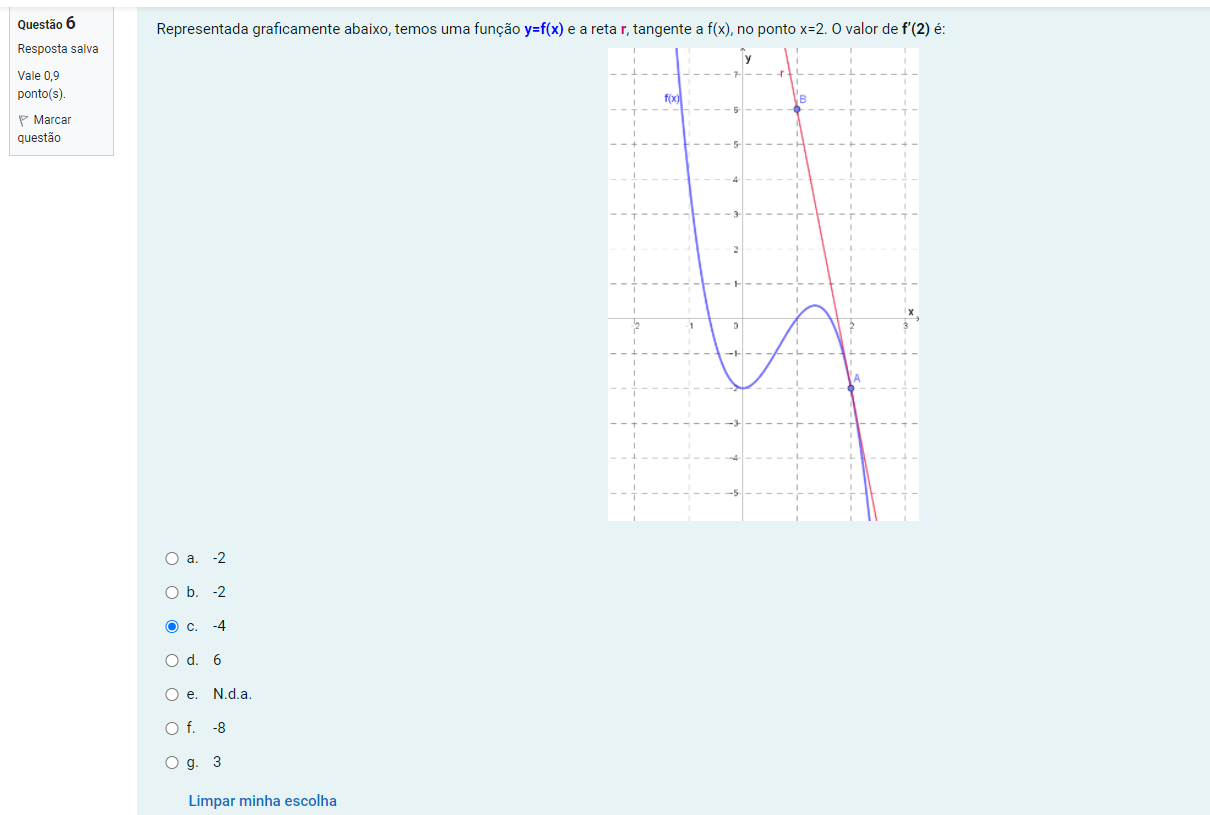 Questão 6
Resposta salva
Vale 0,9
ponto(s).
Marcar
questão
Representada graficamente abaixo, temos uma função y=f(x) e a reta r, tangente a f(x), no ponto x=2. O valor de f'(2) é:
y
7
r
f(x)
B
5
5
4
3
2
1
x
-2
-1
0
2
3
-1
A
-2
-3
-4
-5
a. -2
b. -2
c. -4
d. 6
e. N.d.a.
f. -8
g. 3
Limpar minha escolha